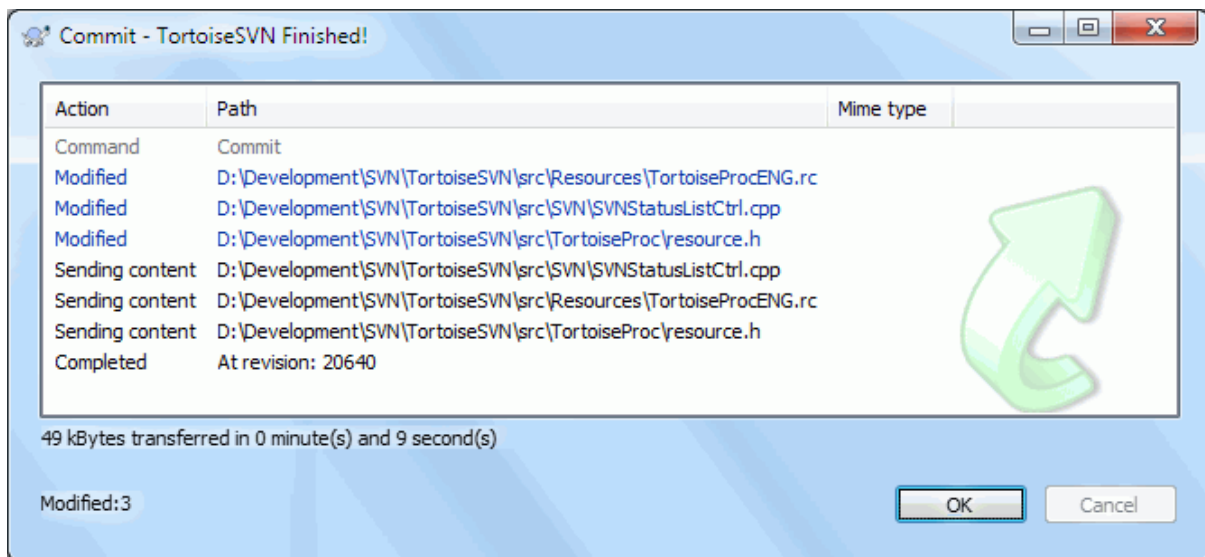 Commit - TortoiseSVN Finished!
Action Path Mime type
Command Commit
Modified D:\Development\SVN\TortoiseSVN\src\Resources\TortoiseProcENG.rc
Modified D:\Development\SVN\TortoiseSVN\src\SVN\SVNStatusListCtrl.cpp
Modified D:\Development\SVN\TortoiseSVN\src\TortoiseProc\resource.h
Sending content D:\Development\SVN\TortoiseSVN\src\SVN\SVNStatusListCtrl.cpp
Sending content D:\Development\SVN\TortoiseSVN\src\Resources\TortoiseProcENG.rc
Sending content D:\Development\SVN\TortoiseSVN\src\TortoiseProc\resource.h
Completed At revision: 20640
49 kBytes transferred in 0 minute(s) and 9 second(s)
Modified:3 OK Cancel